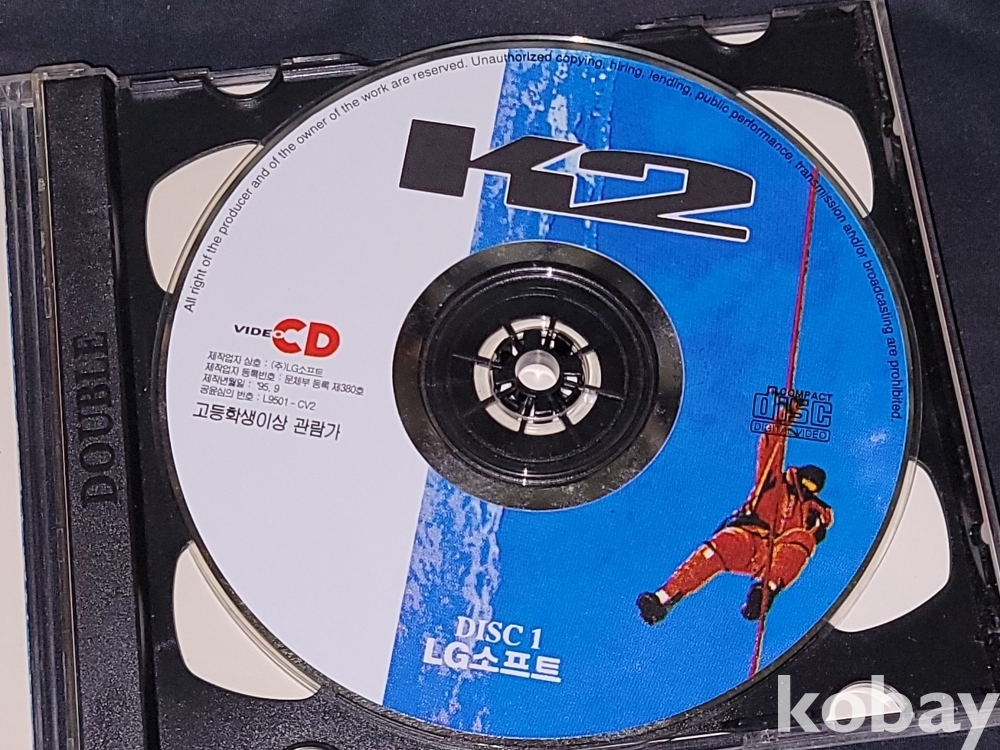 All right of the producer and of the owner of the work are reserved. Unauthorized copying, hiring, lending, public performance, transmission and/or broadcasting are prohibited.
K2
VIDEO CD
제작업자 상호 : (주)LG소프트
제작업자 등록번호 : 문체부 등록 제380호
제작년월일 : '95. 9
공윤심의 번호 : L9501-CV2
고등학생이상 관람가
COMPACT
disc
DIGITAL VIDEO
DISC 1
LG소프트
DOUBLE
kobay